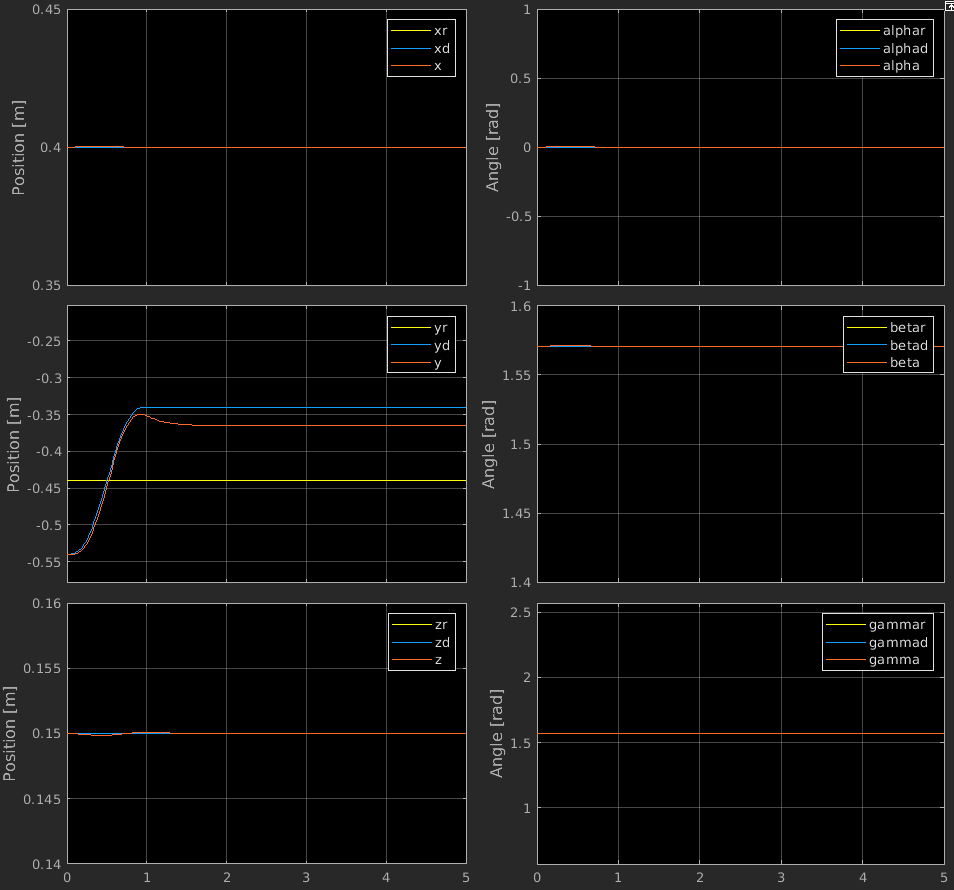 0.45
0.4
0.35
Position [m]
xr
xd
x
1
0.5
0
-0.5
-1
Angle [rad]
alphar
alphad
alpha
-0.25
-0.3
-0.35
-0.4
-0.45
-0.5
-0.55
Position [m]
yr
yd
y
1.6
1.55
1.5
1.45
1.4
Angle [rad]
betar
betad
beta
0.16
0.155
0.15
0.145
0.14
Position [m]
zr
zd
z
0 1 2 3 4 5
2.5
2
1.5
1
Angle [rad]
gammar
gammad
gamma
0 1 2 3 4 5